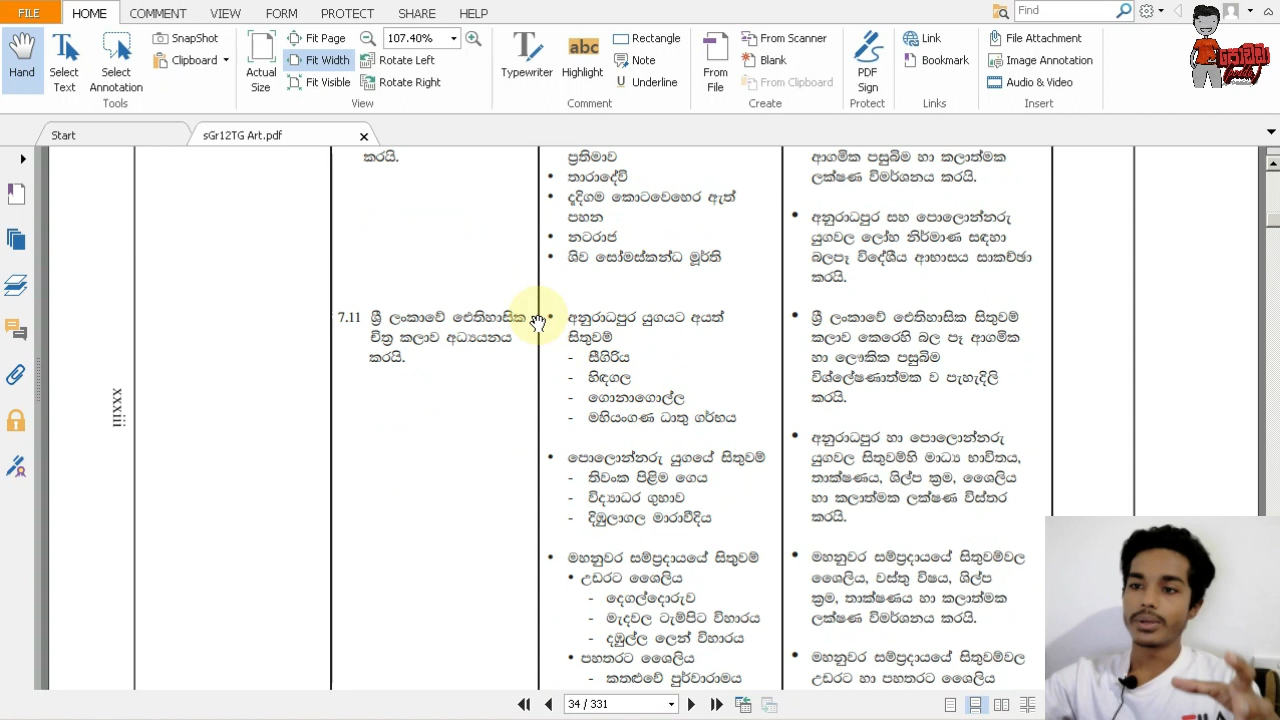 FILE
HOME
COMMENT
VIEW
FORM
PROTECT
SHARE
HELP
Find
Hand
Select
Text
Select
Annotation
SnapShot
Clipboard
Tools
Actual
Size
Fit Page
Fit Width
Fit Visible
107.40%
Rotate Left
Rotate Right
View
Typewriter
Highlight
Rectangle
Note
Underline
Comment
From
File
From Scanner
Blank
From Clipboard
Create
PDF
Sign
Protect
Link
Bookmark
Links
File Attachment
Image Annotation
Audio & Video
Insert
Start
sGr12TG Art.pdf
කරයි.
ප්‍රතිමාව
• තාරාදේවි
• දැදිගම කොටවෙහෙර ඇත්
පහන
• නටරාජ
• ශිව සෝමස්කන්ධ මූර්ති
ආගමික පසුබිම හා කලාත්මක
ලක්ෂණ විමර්ශනය කරයි.
• අනුරාධපුර සහ පොලොන්නරු
යුගවල ලෝහ නිර්මාණ සඳහා
බලපෑ විදේශීය ආභාසය සාකච්ඡා
කරයි.
7.11 ශ්‍රී ලංකාවේ ඓතිහාසික
චිත්‍ර කලාව අධ්‍යයනය
කරයි.
• අනුරාධපුර යුගයට අයත්
සිතුවම්
- සීගිරිය
- හිඳගල
- ගොනාගොල්ල
- මහියංගණ ධාතු ගර්භය
• පොලොන්නරු යුගයේ සිතුවම්
- තිවංක පිළිම ගෙය
- විද්‍යාධර ගුහාව
- දිඹුලාගල මාරාවීදිය
• මහනුවර සම්ප්‍රදායයේ සිතුවම්
• උඩරට ශෛලිය
- දෙගල්දොරුව
- මැදවල ටැම්පිට විහාරය
- දඹුල්ල ලෙන් විහාරය
• පහතරට ශෛලිය
- කතළුවේ පූර්වාරාමය
• ශ්‍රී ලංකාවේ ඓතිහාසික සිතුවම්
කලාව කෙරෙහි බල පෑ ආගමික
හා ලෞකික පසුබිම
විශ්ලේෂණාත්මක ව පැහැදිලි
කරයි.
• අනුරාධපුර හා පොලොන්නරු
යුගවල සිතුවම්හි මාධ්‍ය භාවිතය,
තාක්ෂණය, ශිල්ප ක්‍රම, ශෛලිය
හා කලාත්මක ලක්ෂණ විස්තර
කරයි.
• මහනුවර සම්ප්‍රදායයේ සිතුවම්වල
ශෛලිය, වස්තු විෂය, ශිල්ප
ක්‍රම, තාක්ෂණය හා කලාත්මක
ලක්ෂණ විමර්ශනය කරයි.
• මහනුවර සම්ප්‍රදායයේ සිතුවම්වල
උඩරට හා පහතරට ශෛලිය
xxxiii
34 / 331